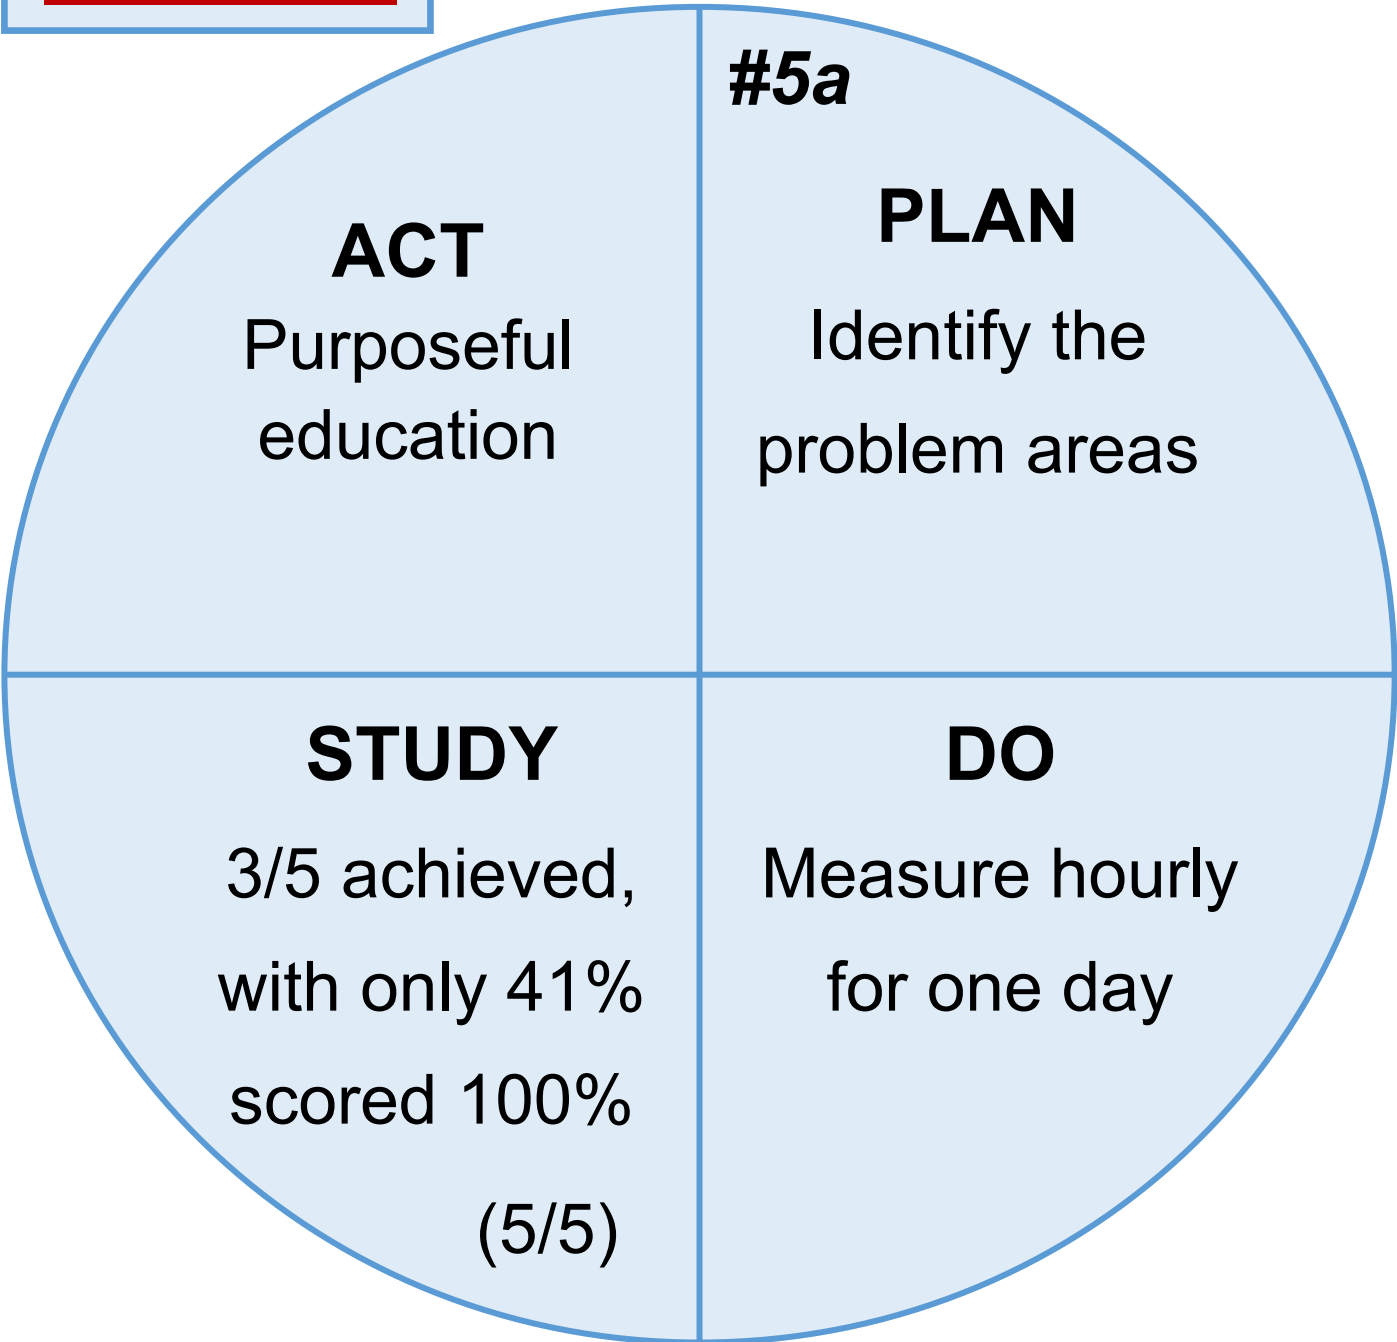 #5a
PLAN
Identify the
problem areas
DO
Measure hourly
for one day
STUDY
3/5 achieved,
with only 41%
scored 100%
(5/5)
ACT
Purposeful
education